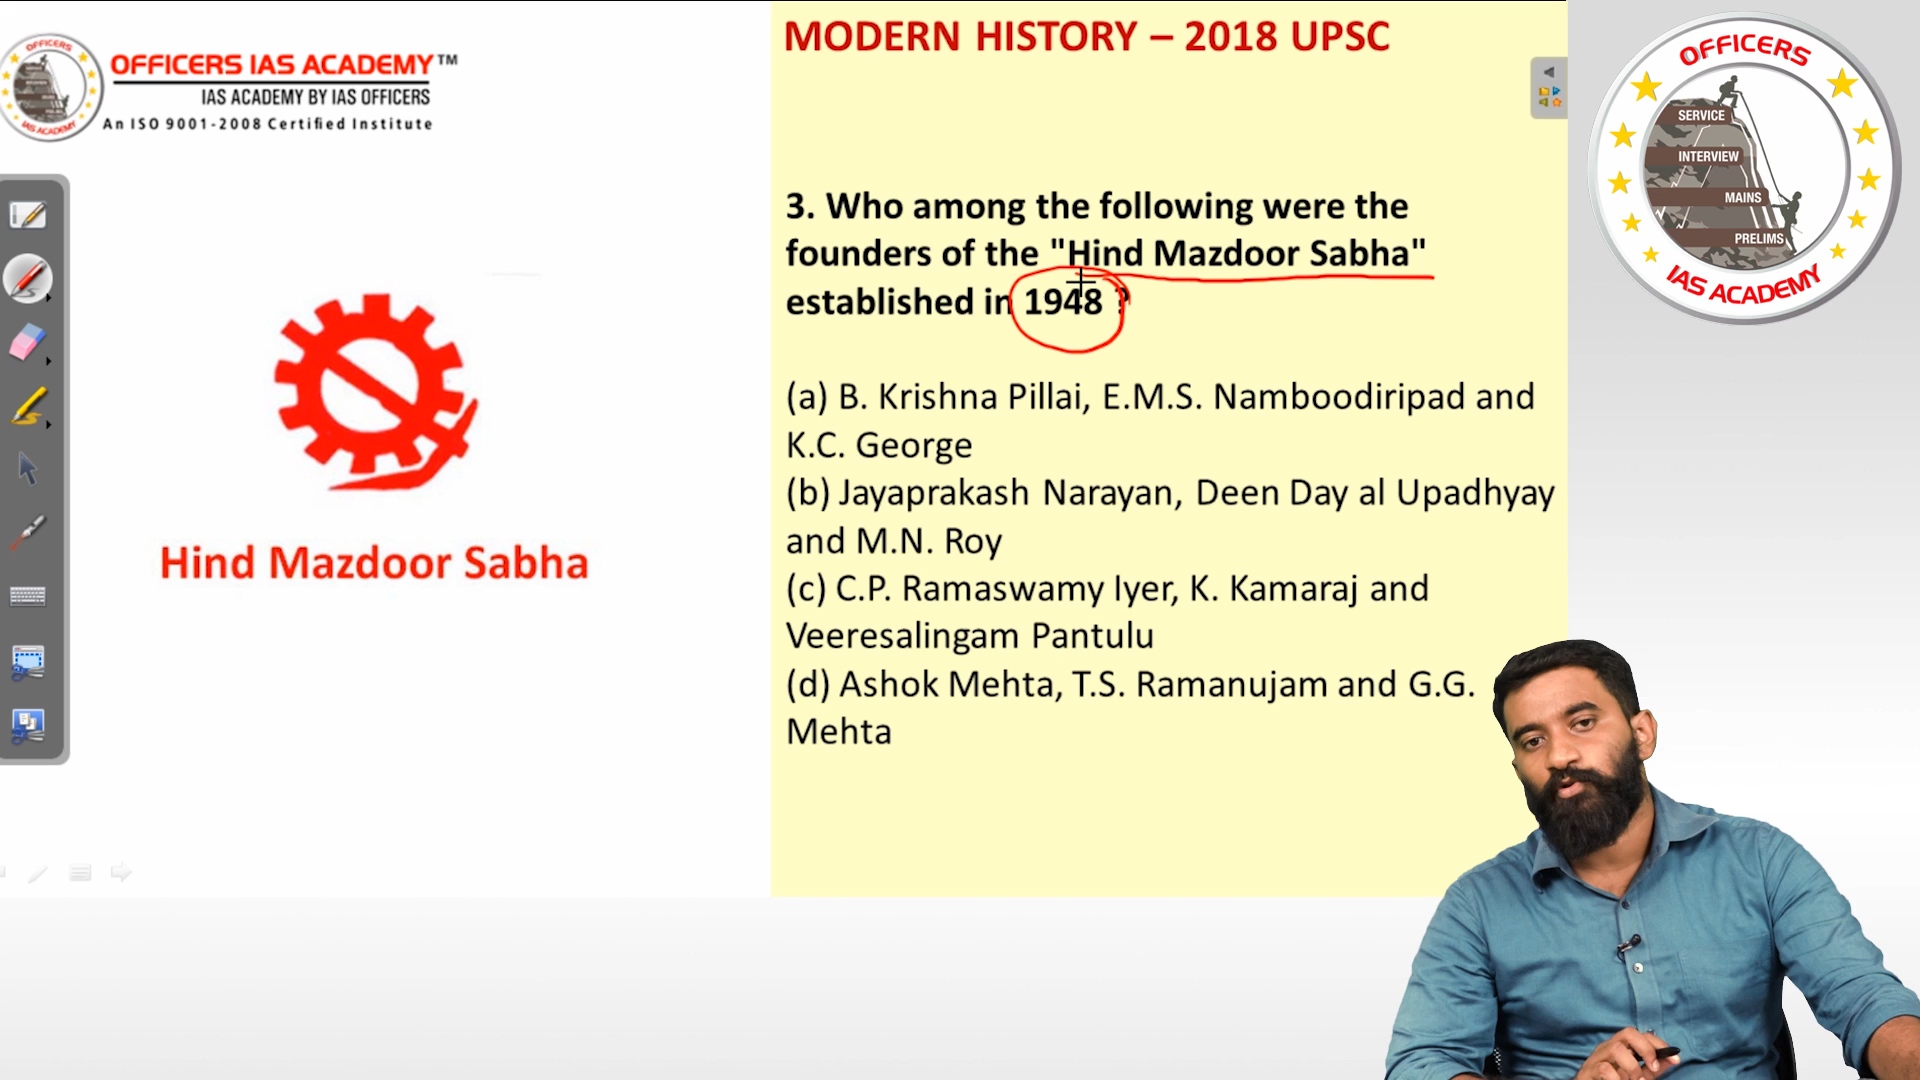 OFFICERS
IAS ACADEMY
OFFICERS IAS ACADEMY™
IAS ACADEMY BY IAS OFFICERS
An ISO 9001-2008 Certified Institute
Hind Mazdoor Sabha
MODERN HISTORY – 2018 UPSC
3. Who among the following were the
founders of the "Hind Mazdoor Sabha"
established in 1948 ?
(a) B. Krishna Pillai, E.M.S. Namboodiripad and
K.C. George
(b) Jayaprakash Narayan, Deen Day al Upadhyay
and M.N. Roy
(c) C.P. Ramaswamy Iyer, K. Kamaraj and
Veeresalingam Pantulu
(d) Ashok Mehta, T.S. Ramanujam and G.G.
Mehta
OFFICERS
SERVICE
INTERVIEW
MAINS
PRELIMS
IAS ACADEMY